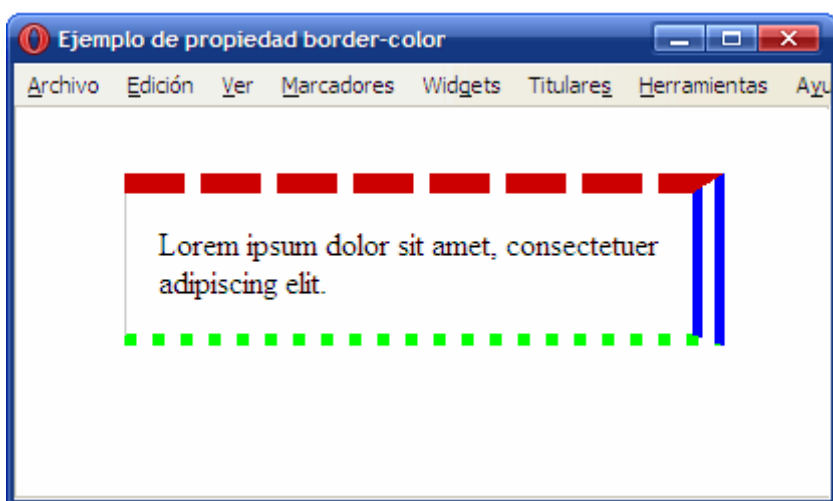 Ejemplo de propiedad border-color
Archivo Edición Ver Marcadores Widgets Titulares Herramientas Ayu
Lorem ipsum dolor sit amet, consectetuer
adipiscing elit.